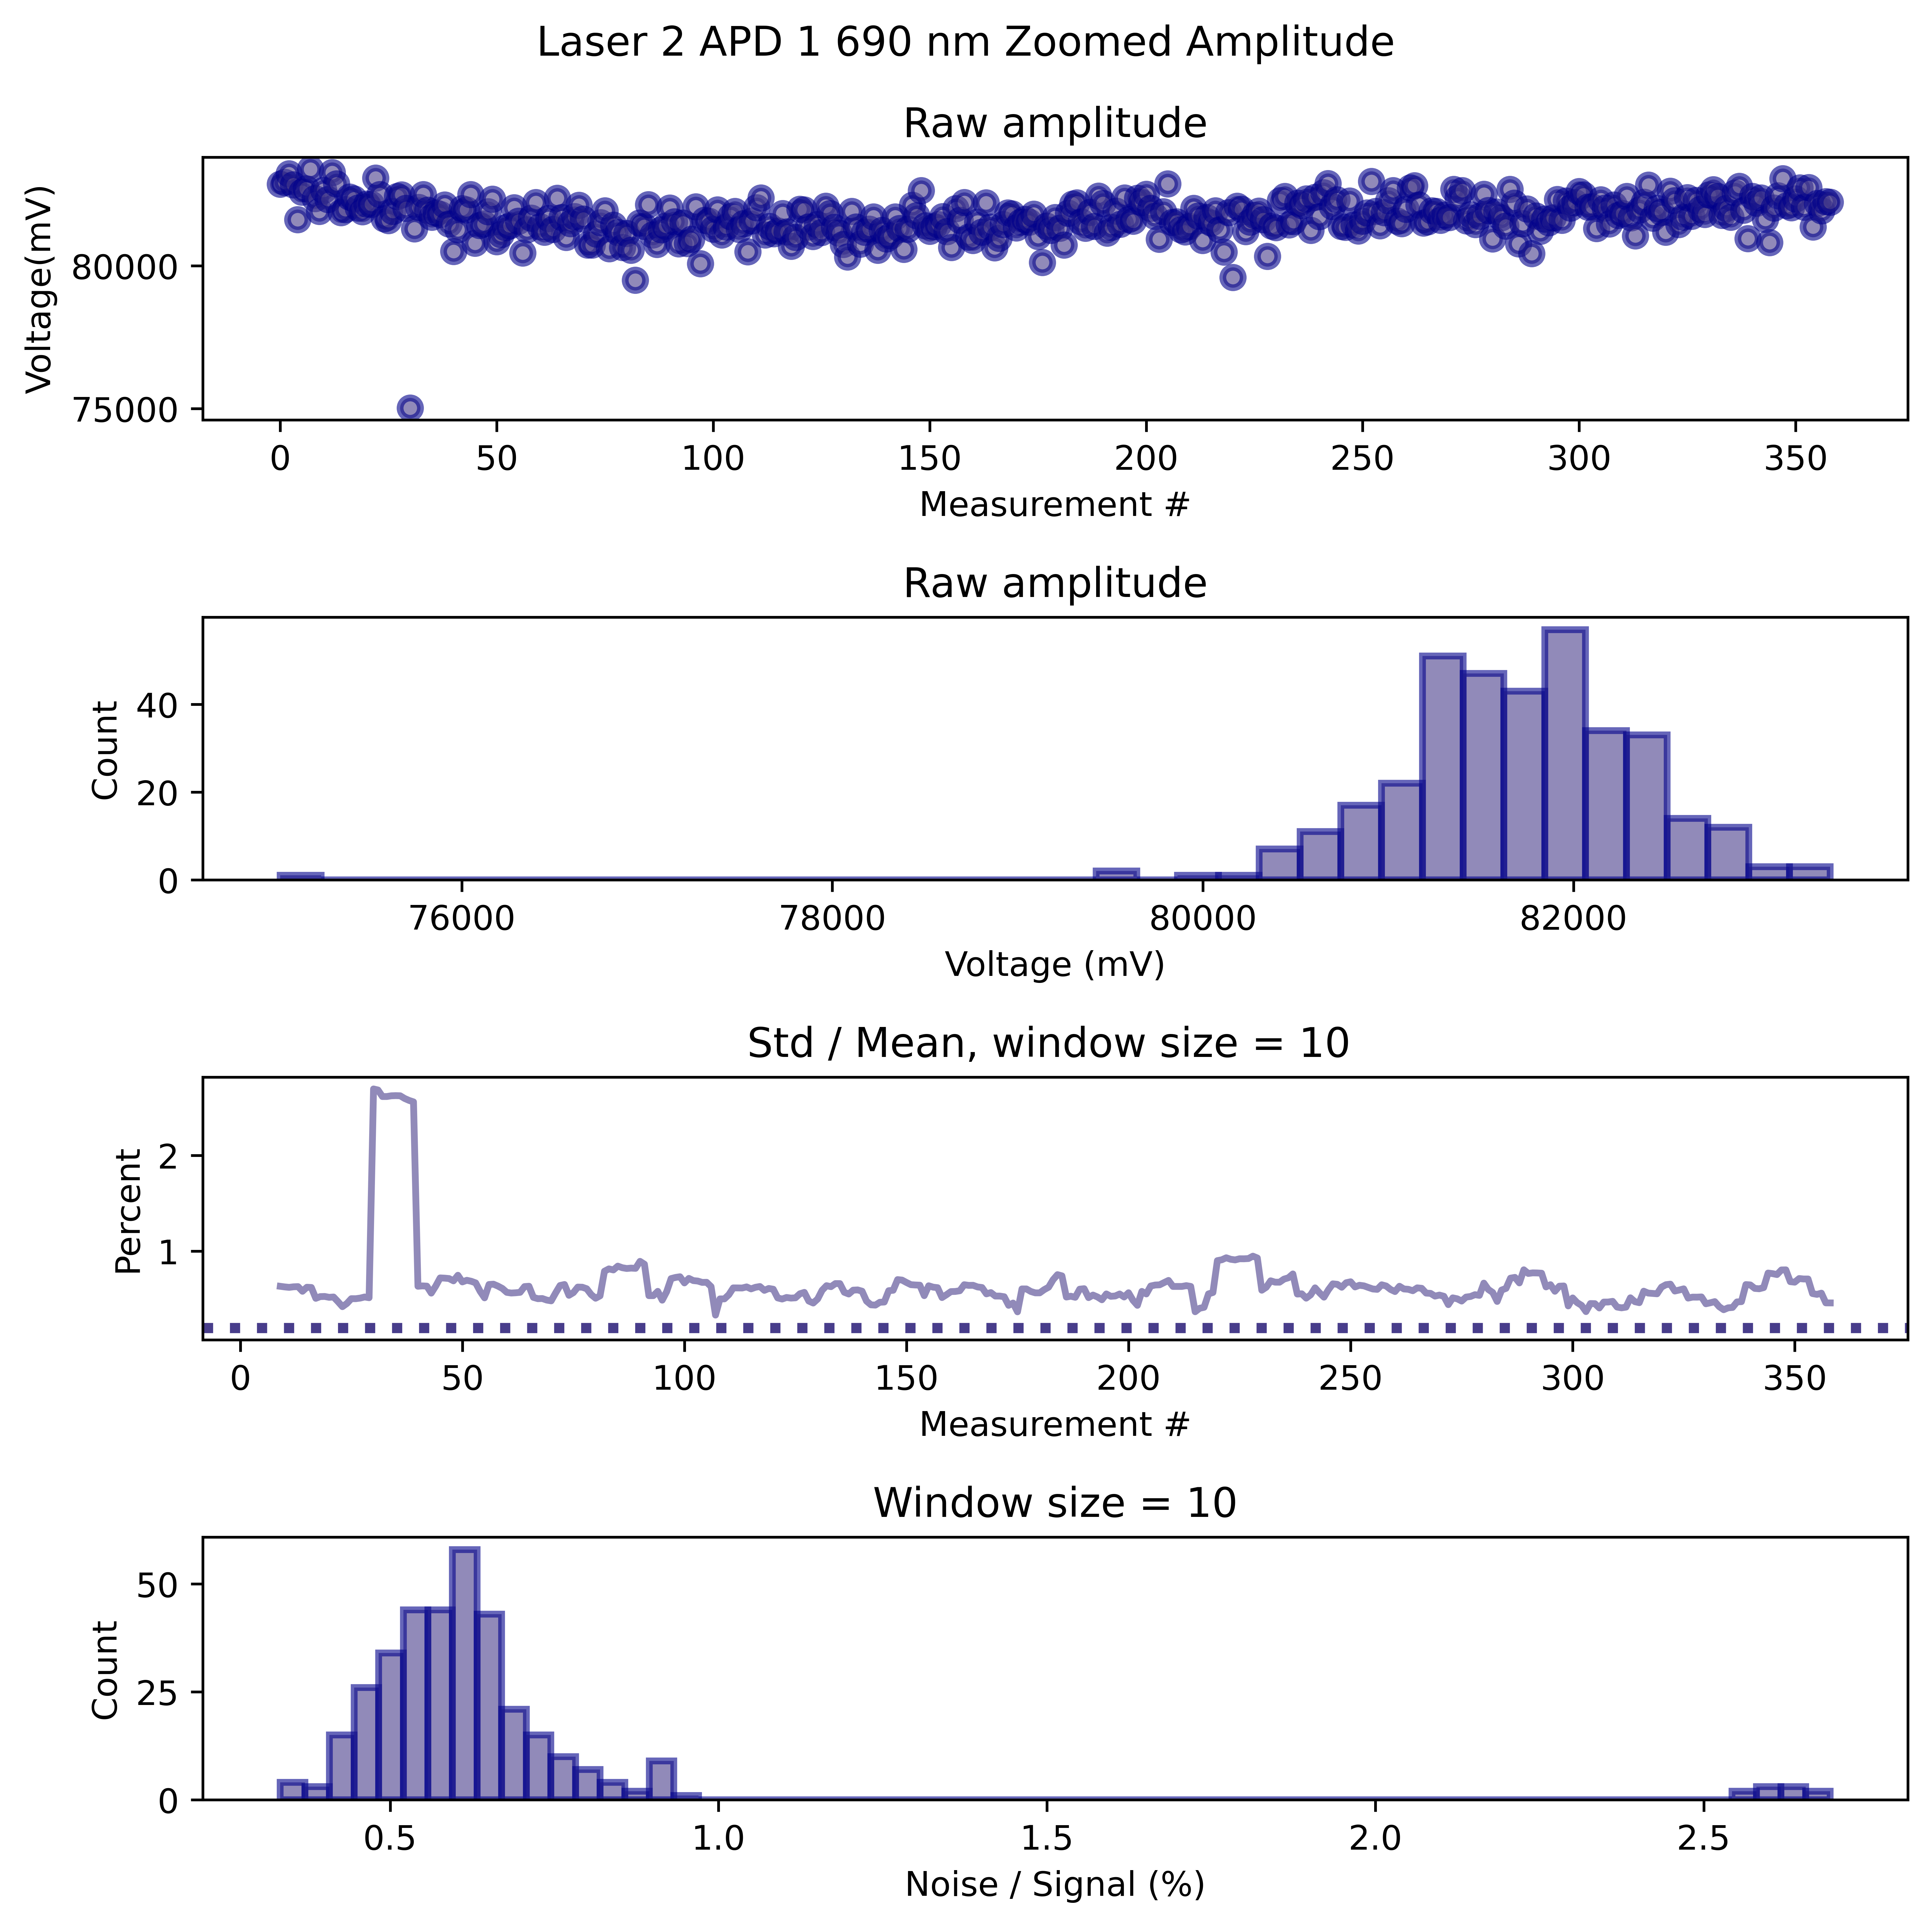 Laser 2 APD 1 690 nm Zoomed Amplitude
Raw amplitude
Voltage(mV)
80000
75000
0 50 100 150 200 250 300 350
Measurement #
Raw amplitude
Count
40
20
0
76000 78000 80000 82000
Voltage (mV)
Std / Mean, window size = 10
Percent
2
1
0 50 100 150 200 250 300 350
Measurement #
Window size = 10
Count
50
25
0
0.5 1.0 1.5 2.0 2.5
Noise / Signal (%)